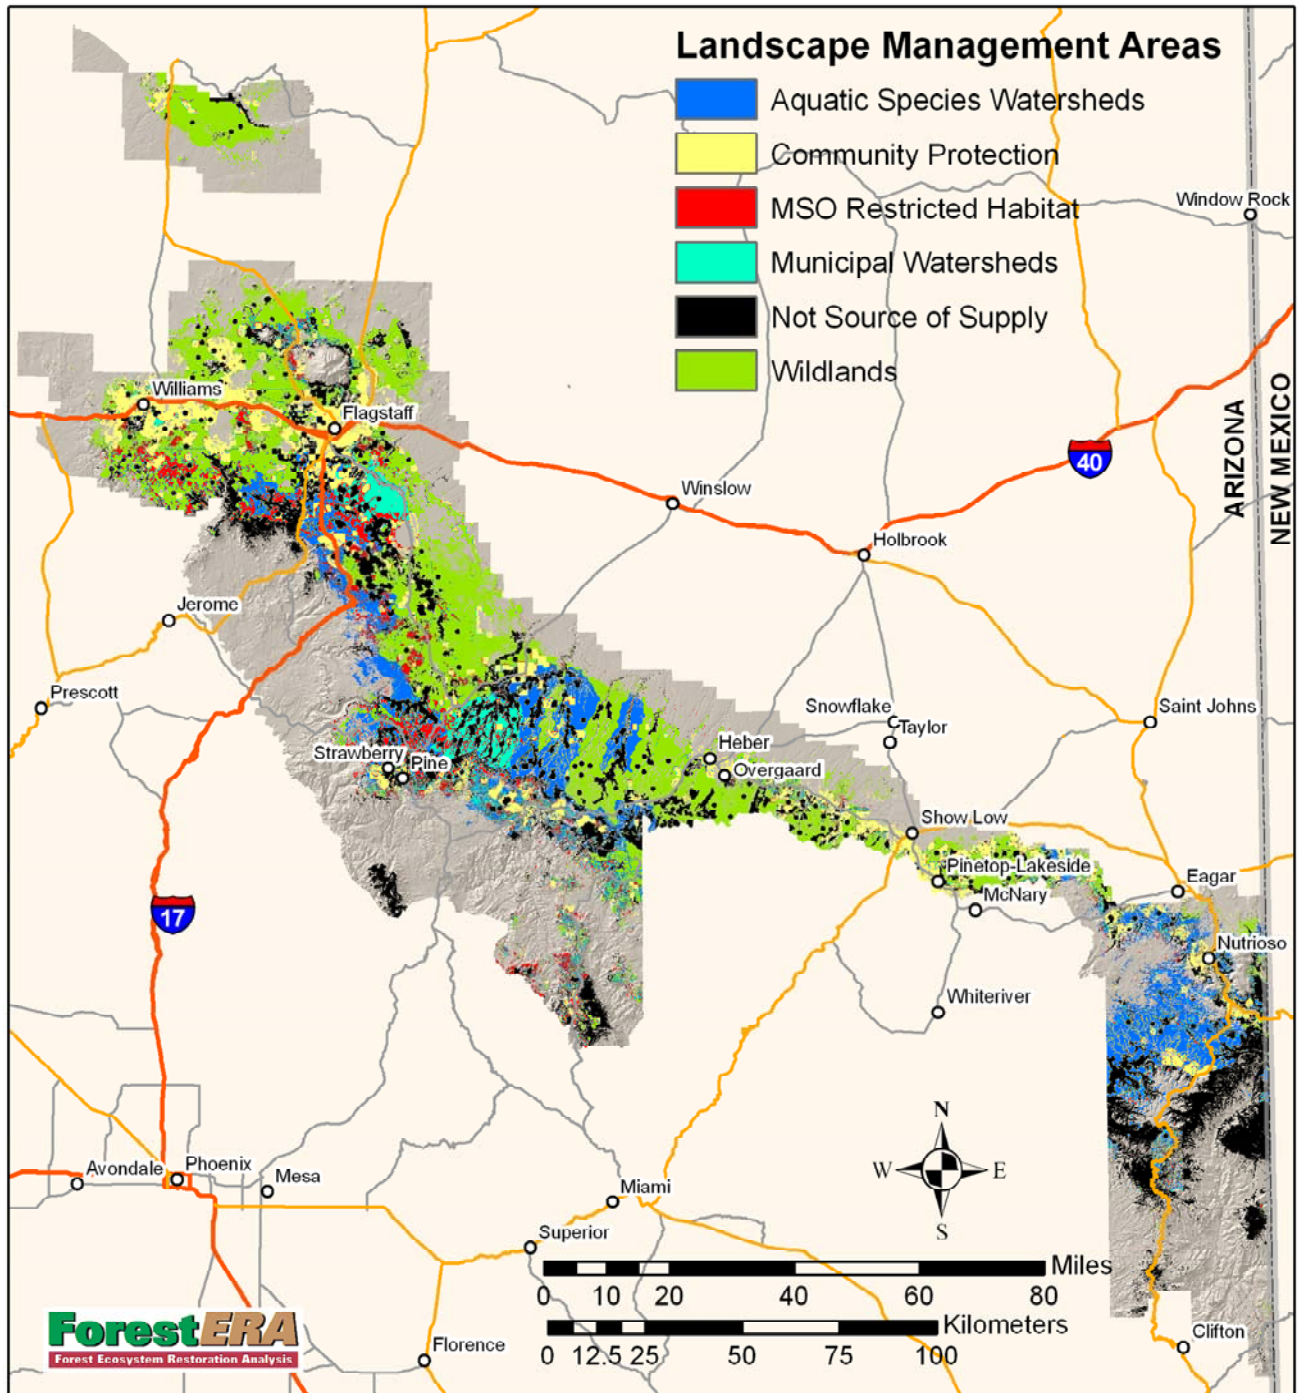 Landscape Management Areas
Aquatic Species Watersheds
Community Protection
MSO Restricted Habitat
Municipal Watersheds
Not Source of Supply
Wildlands
Window Rock
Williams
Flagstaff
ARIZONA
NEW MEXICO
40
Winslow
Holbrook
Jerome
Prescott
Snowflake
Taylor
Saint Johns
Strawberry
Pine
Heber
Overgaard
Show Low
Pinetop-Lakeside
McNary
Eagar
17
Nutrioso
Whiteriver
N
W E
S
Avondale
Phoenix
Mesa
Miami
Superior
Miles
0 10 20 40 60 80
Kilometers
0 12.5 25 50 75 100
ForestERA
Forest Ecosystem Restoration Analysis
Florence
Clifton